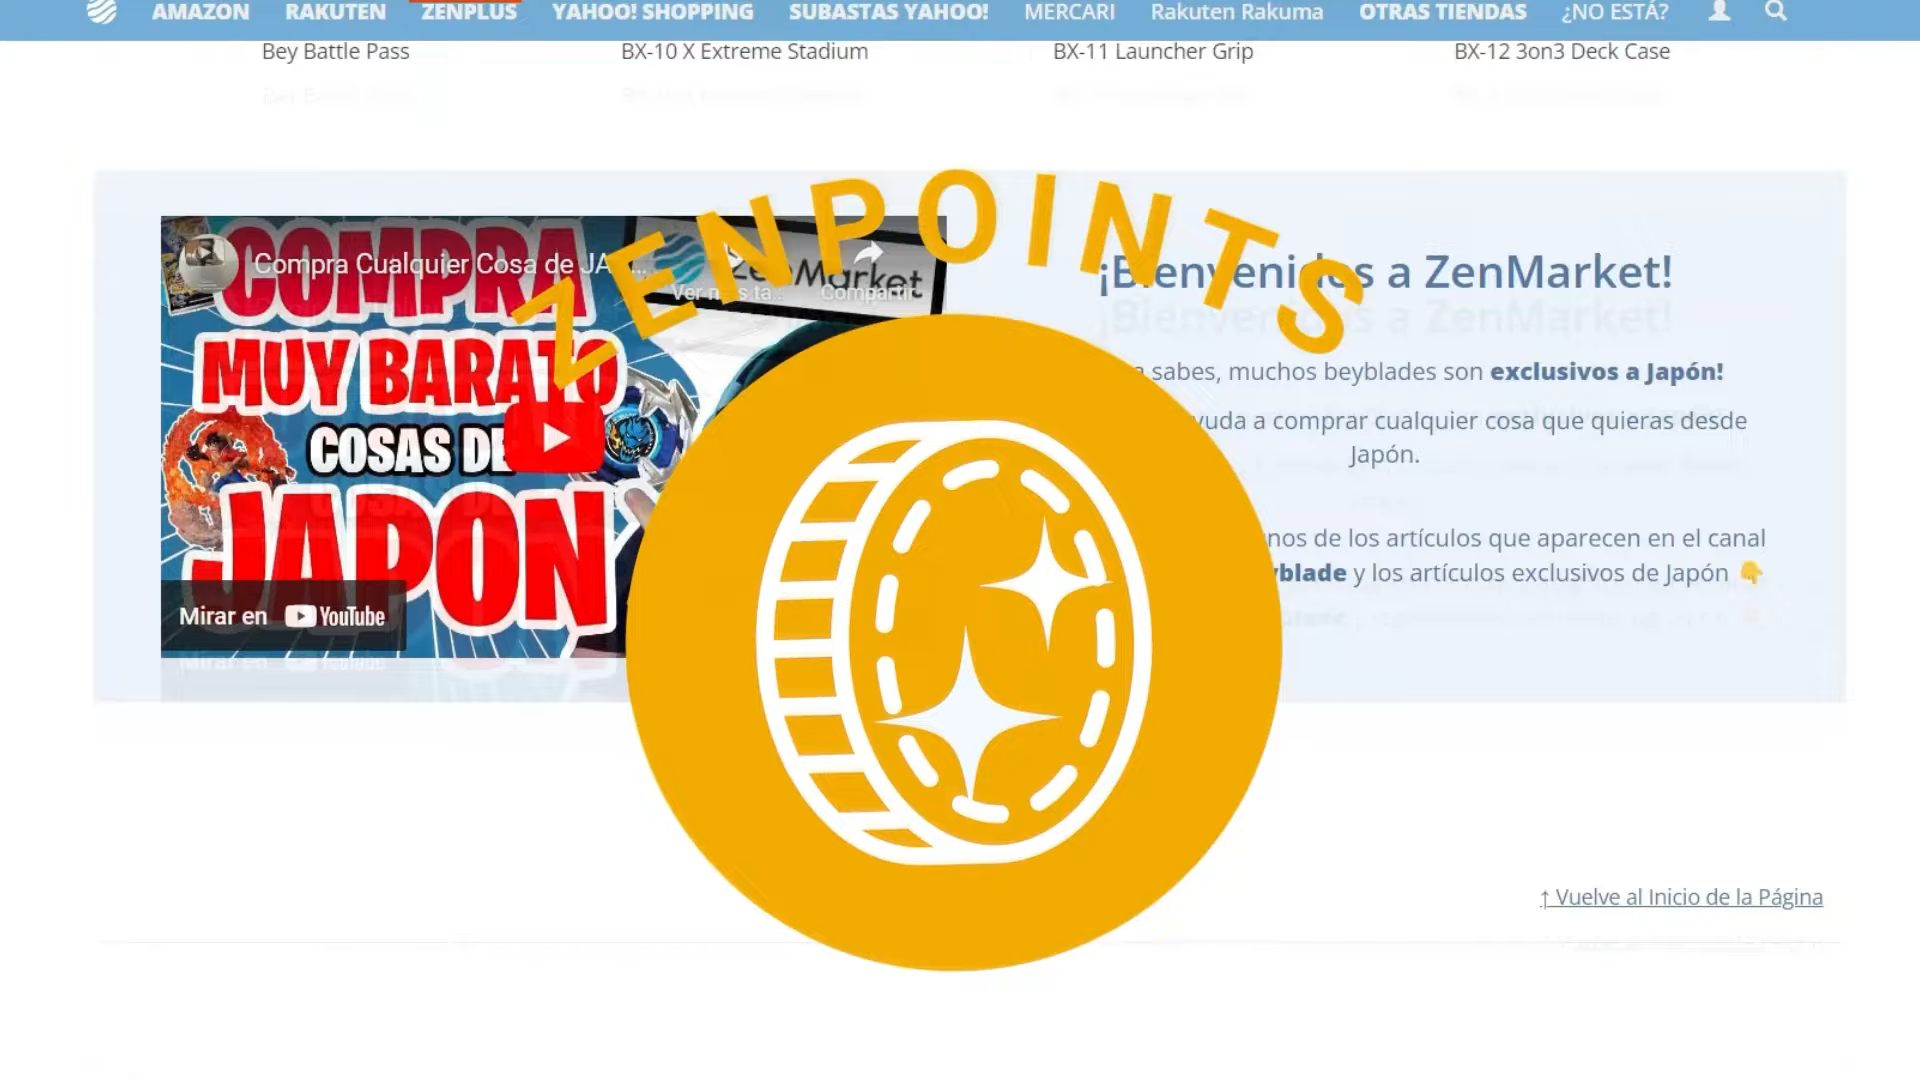 AMAZON RAKUTEN ZENPLUS YAHOO! SHOPPING SUBASTAS YAHOO! MERCARI Rakuten Rakuma OTRAS TIENDAS ¿NO ESTÁ?
Bey Battle Pass BX-10 X Extreme Stadium BX-11 Launcher Grip BX-12 3on3 Deck Case
ZENPOINTS
Compra Cualquier Cosa de JA...
ZenMarket
Compartir
COMPRA
MUY BARATO
COSAS DE
JAPON
Mirar en YouTube
¡Bienvenidos a ZenMarket!
sabes, muchos beyblades son exclusivos a Japón!
yuda a comprar cualquier cosa que quieras desde
Japón.
nos de los artículos que aparecen en el canal
yblade y los artículos exclusivos de Japón 👇
↑ Vuelve al Inicio de la Página